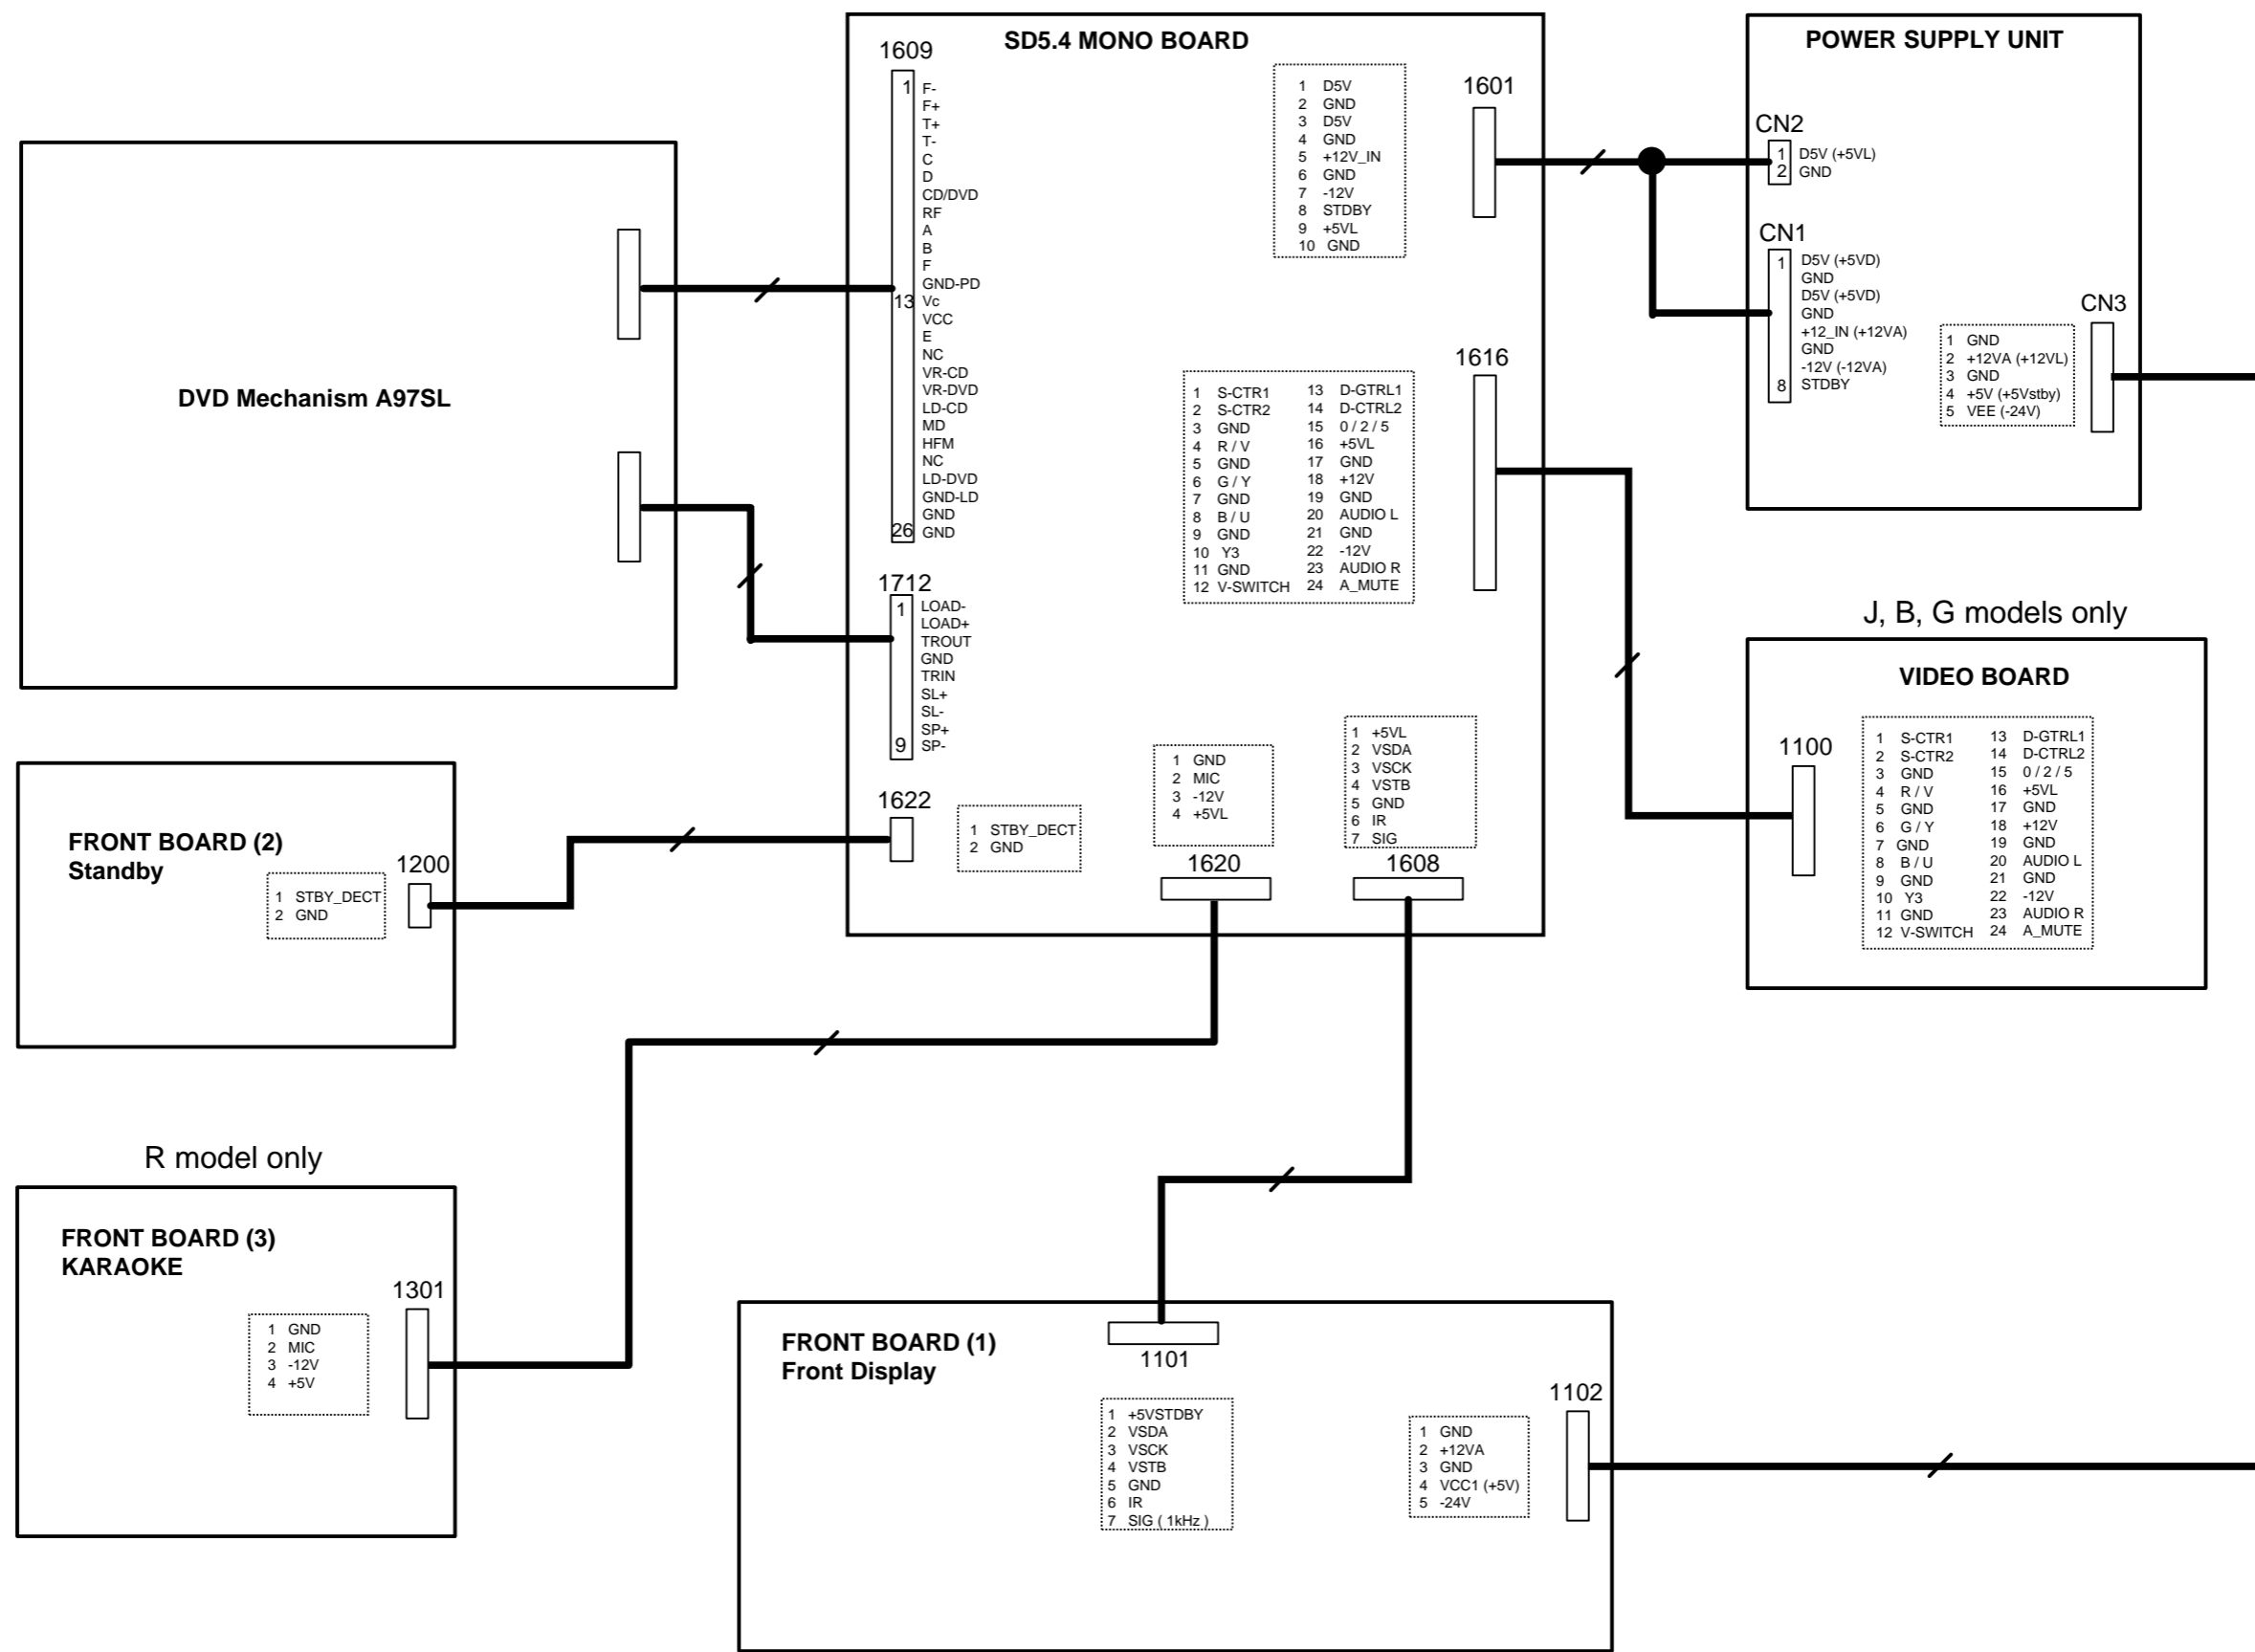 SD5.4 MONO BOARD
1609
1 F-
F+
T+
T-
C
D
CD/DVD
RF
A
B
F
GND-PD
13 Vc
VCC
E
NC
VR-CD
VR-DVD
LD-CD
MD
HFM
NC
LD-DVD
GND-LD
GND
26 GND
1712
1 LOAD-
LOAD+
TROUT
GND
TRIN
SL+
SL-
SP+
9 SP-
1622
1 STBY_DECT
2 GND
1601
1 D5V
2 GND
3 D5V
4 GND
5 +12V_IN
6 GND
7 -12V
8 STDBY
9 +5VL
10 GND
1616
1 S-CTR1
2 S-CTR2
3 GND
4 R / V
5 GND
6 G / Y
7 GND
8 B / U
9 GND
10 Y3
11 GND
12 V-SWITCH
13 D-GTRL1
14 D-CTRL2
15 0 / 2 / 5
16 +5VL
17 GND
18 +12V
19 GND
20 AUDIO L
21 GND
22 -12V
23 AUDIO R
24 A_MUTE
1 GND
2 MIC
3 -12V
4 +5VL
1620
1 +5VL
2 VSDA
3 VSCK
4 VSTB
5 GND
6 IR
7 SIG
1608
POWER SUPPLY UNIT
CN2
1 D5V (+5VL)
2 GND
CN1
1 D5V (+5VD)
GND
D5V (+5VD)
GND
+12_IN (+12VA)
GND
-12V (-12VA)
8 STDBY
CN3
1 GND
2 +12VA (+12VL)
3 GND
4 +5V (+5Vstby)
5 VEE (-24V)
DVD Mechanism A97SL
J, B, G models only
VIDEO BOARD
1100
1 S-CTR1
2 S-CTR2
3 GND
4 R / V
5 GND
6 G / Y
7 GND
8 B / U
9 GND
10 Y3
11 GND
12 V-SWITCH
13 D-GTRL1
14 D-CTRL2
15 0 / 2 / 5
16 +5VL
17 GND
18 +12V
19 GND
20 AUDIO L
21 GND
22 -12V
23 AUDIO R
24 A_MUTE
FRONT BOARD (2)
Standby
1200
1 STBY_DECT
2 GND
R model only
FRONT BOARD (3)
KARAOKE
1301
1 GND
2 MIC
3 -12V
4 +5V
FRONT BOARD (1)
Front Display
1101
1 +5VSTDBY
2 VSDA
3 VSCK
4 VSTB
5 GND
6 IR
7 SIG ( 1kHz )
1102
1 GND
2 +12VA
3 GND
4 VCC1 (+5V)
5 -24V